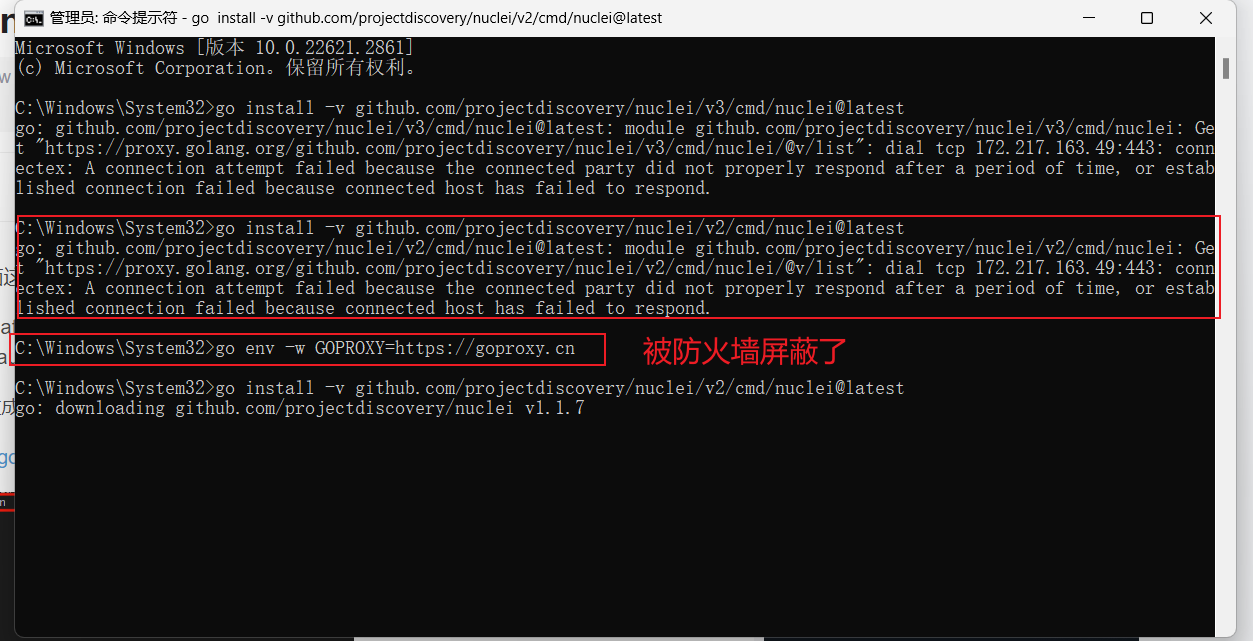 管理员: 命令提示符 - go  install -v github.com/projectdiscovery/nuclei/v2/cmd/nuclei@latest
Microsoft Windows [版本 10.0.22621.2861]
(c) Microsoft Corporation。保留所有权利。
C:\Windows\System32>go install -v github.com/projectdiscovery/nuclei/v3/cmd/nuclei@latest
go: github.com/projectdiscovery/nuclei/v3/cmd/nuclei@latest: module github.com/projectdiscovery/nuclei/v3/cmd/nuclei: Ge
t "https://proxy.golang.org/github.com/projectdiscovery/nuclei/v3/cmd/nuclei/@v/list": dial tcp 172.217.163.49:443: conn
ectex: A connection attempt failed because the connected party did not properly respond after a period of time, or estab
lished connection failed because connected host has failed to respond.
C:\Windows\System32>go install -v github.com/projectdiscovery/nuclei/v2/cmd/nuclei@latest
go: github.com/projectdiscovery/nuclei/v2/cmd/nuclei@latest: module github.com/projectdiscovery/nuclei/v2/cmd/nuclei: Ge
t "https://proxy.golang.org/github.com/projectdiscovery/nuclei/v2/cmd/nuclei/@v/list": dial tcp 172.217.163.49:443: conn
ectex: A connection attempt failed because the connected party did not properly respond after a period of time, or estab
lished connection failed because connected host has failed to respond.
C:\Windows\System32>go env -w GOPROXY=https://goproxy.cn
被防火墙屏蔽了
C:\Windows\System32>go install -v github.com/projectdiscovery/nuclei/v2/cmd/nuclei@latest
go: downloading github.com/projectdiscovery/nuclei v1.1.7